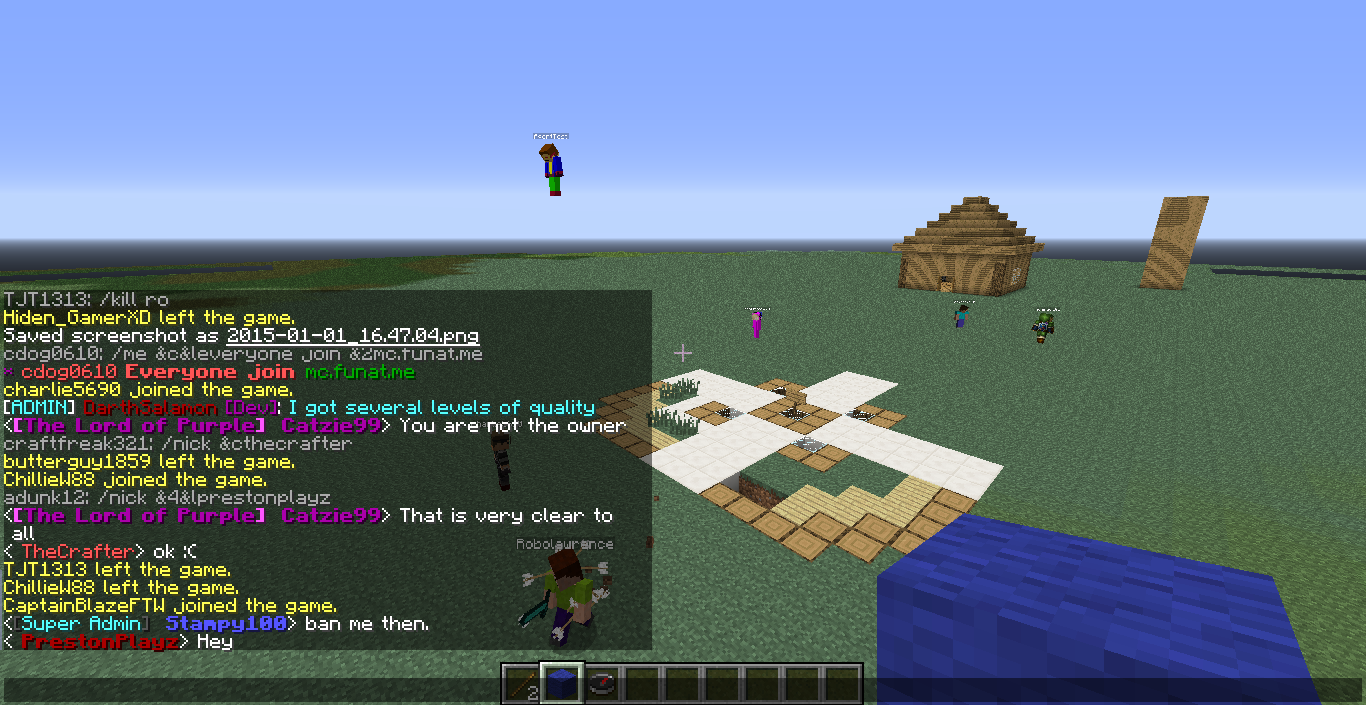 TJT1313: /kill ro
Hiden_GamerXD left the game.
Saved screenshot as 2015-01-01_16.47.04.png
cdog0610: /me &c&leveryone join &2mc.funat.me
* cdog0610 Everyone join mc.funat.me
charlie5690 joined the game.
[ADMIN] DarthSalamon [Dev]: I got several levels of quality
<[The Lord of Purple] Catzie99> You are not the owner
craftfreak321: /nick &cthecrafter
butterguy1859 left the game.
ChillieW88 joined the game.
adunk12: /nick &4&lprestonplayz
<[The Lord of Purple] Catzie99> That is very clear to
all
< TheCrafter> ok :C
Robolawrence
TJT1313 left the game.
ChillieW88 left the game.
CaptainBlazeFTW joined the game.
<[Super Admin] Stampy100> ban me then.
< PrestonPlayz> Hey
2